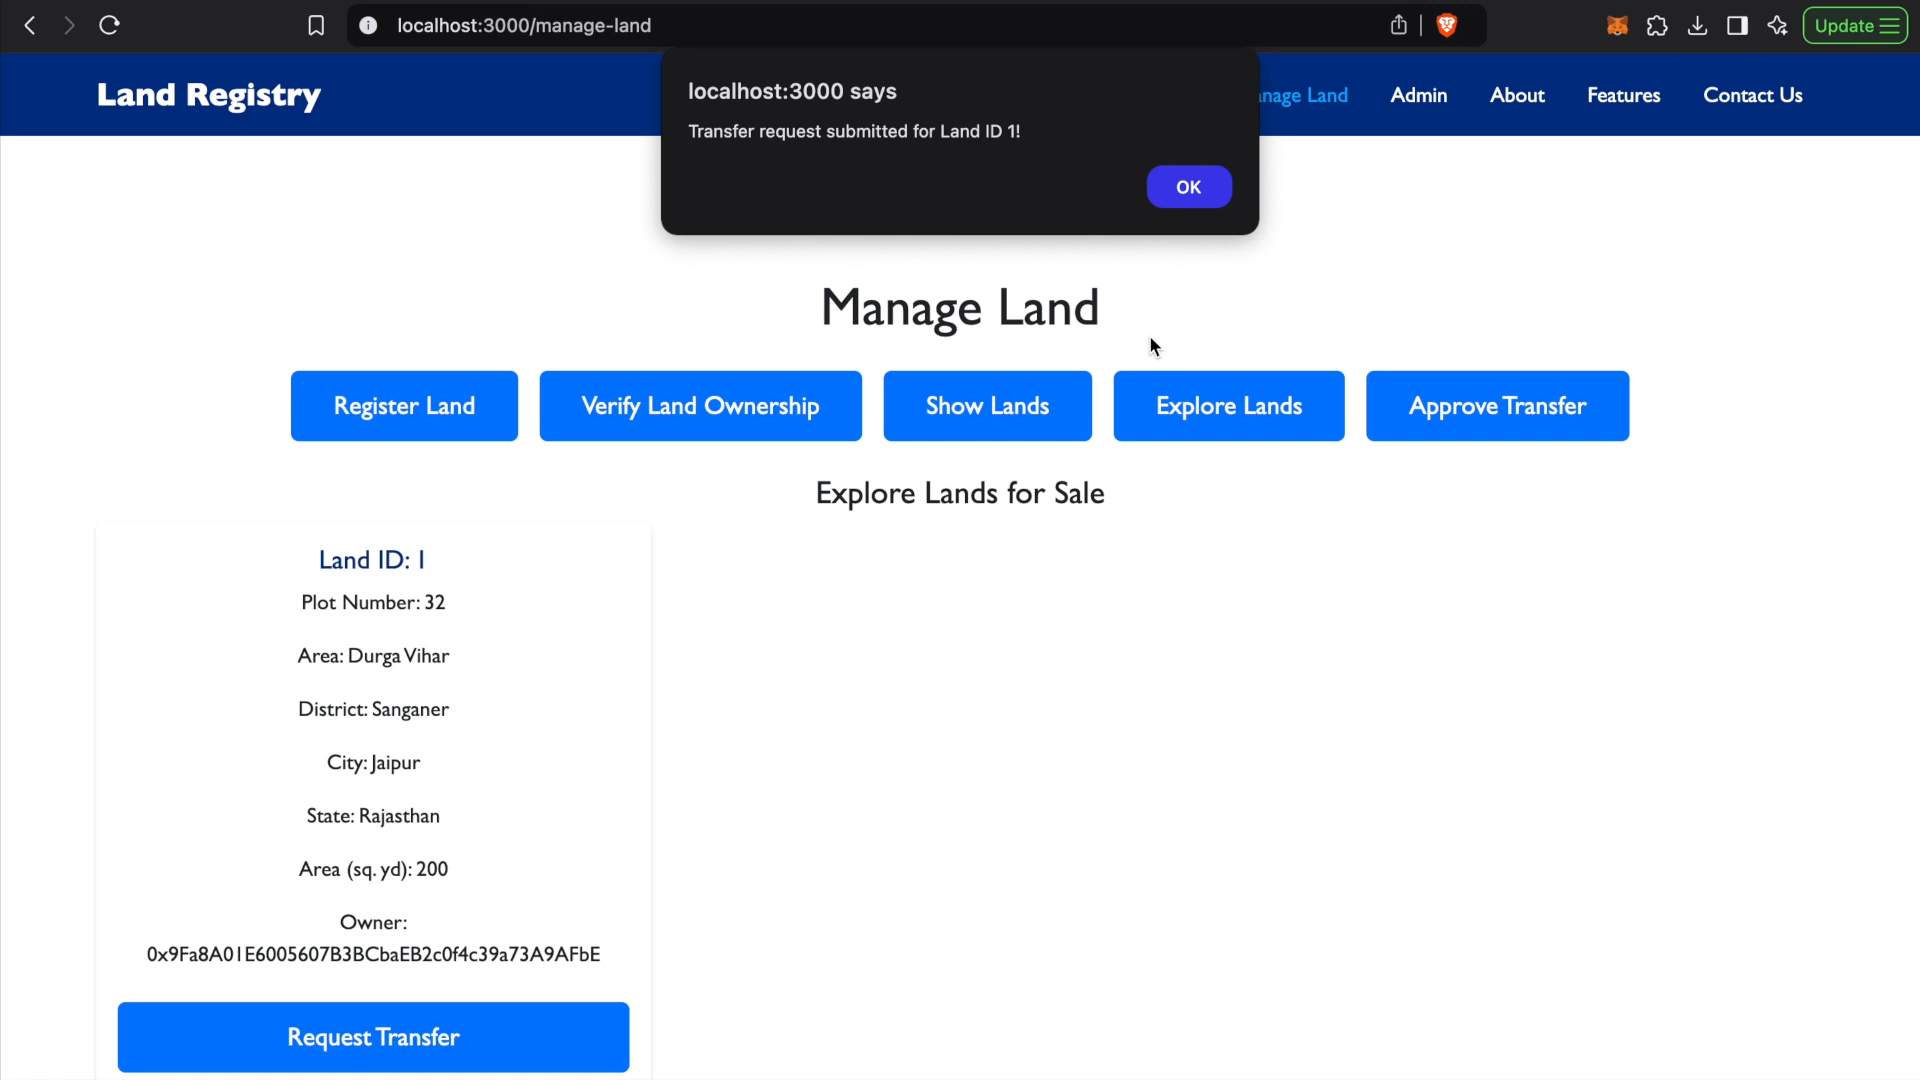 localhost:3000/manage-land
Update
Land Registry
localhost:3000 says
Transfer request submitted for Land ID 1!
OK
anage Land
Admin
About
Features
Contact Us
Manage Land
Register Land
Verify Land Ownership
Show Lands
Explore Lands
Approve Transfer
Explore Lands for Sale
Land ID: 1
Plot Number: 32
Area: Durga Vihar
District: Sanganer
City: Jaipur
State: Rajasthan
Area (sq. yd): 200
Owner:
0x9Fa8A01E6005607B3BCbaEB2c0f4c39a73A9AFbE
Request Transfer